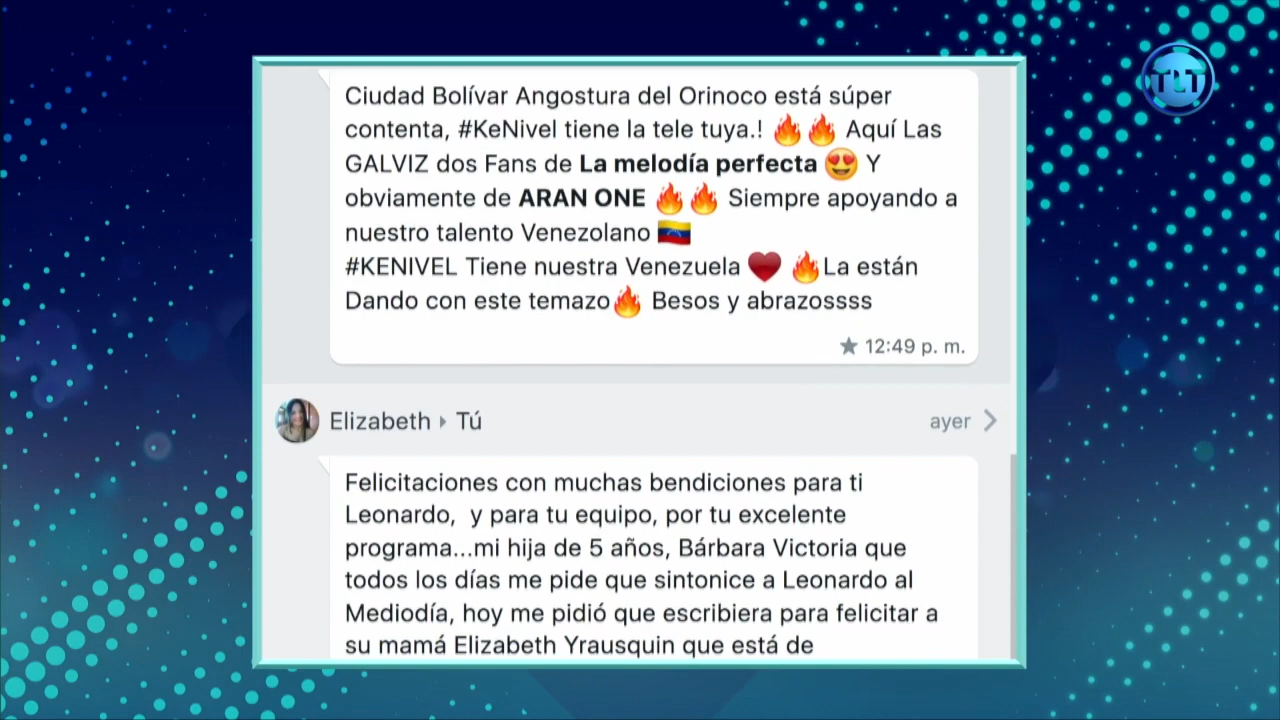 TLT
Ciudad Bolívar Angostura del Orinoco está súper
contenta, #KeNivel tiene la tele tuya.! 🔥🔥 Aquí Las
GALVIZ dos Fans de La melodía perfecta 😍 Y
obviamente de ARAN ONE 🔥🔥 Siempre apoyando a
nuestro talento Venezolano 🇻🇪
#KENIVEL Tiene nuestra Venezuela ♥️ 🔥La están
Dando con este temazo🔥 Besos y abrazossss
★ 12:49 p. m.
Elizabeth ▸ Tú ayer >
Felicitaciones con muchas bendiciones para ti
Leonardo,  y para tu equipo, por tu excelente
programa...mi hija de 5 años, Bárbara Victoria que
todos los días me pide que sintonice a Leonardo al
Mediodía, hoy me pidió que escribiera para felicitar a
su mamá Elizabeth Yrausquin que está de